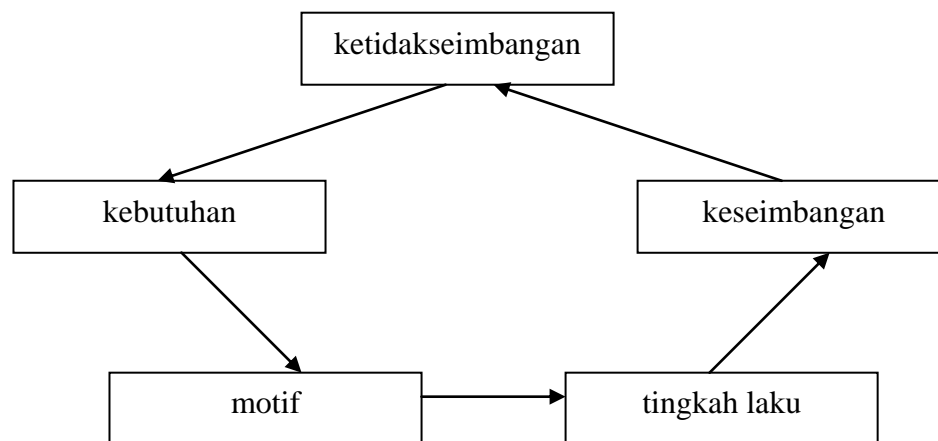 ketidakseimbangan
kebutuhan
keseimbangan
motif
tingkah laku